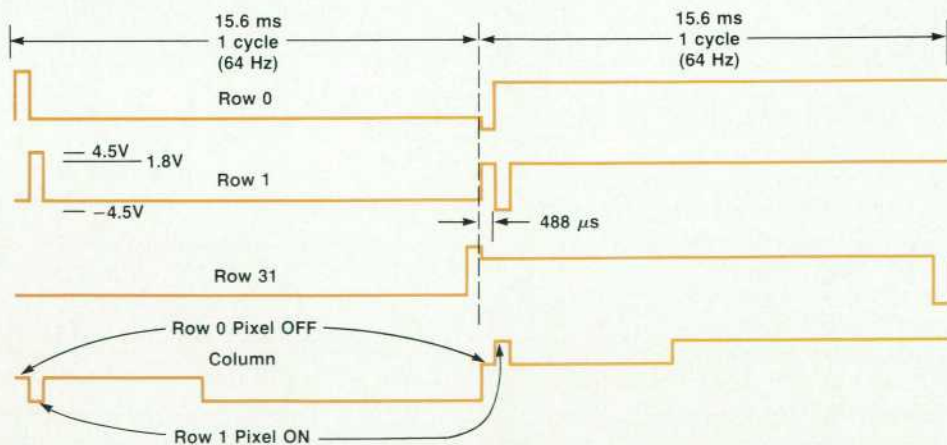 15.6 ms
1 cycle
(64 Hz)
15.6 ms
1 cycle
(64 Hz)
Row 0
4.5V
1.8V
Row 1
−4.5V
488 μs
Row 31
Row 0 Pixel OFF
Column
Row 1 Pixel ON